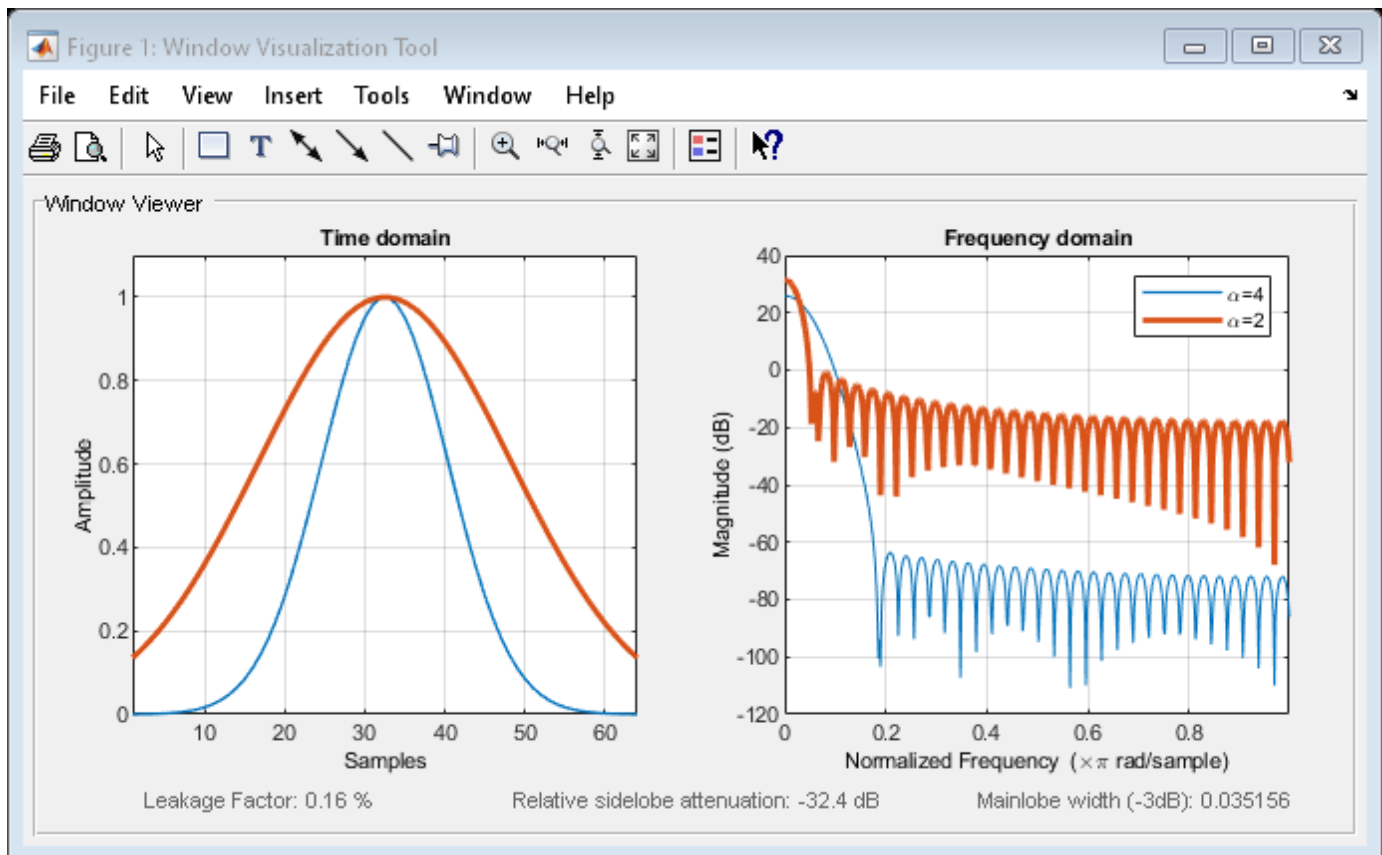 Figure 1: Window Visualization Tool
File Edit View Insert Tools Window Help
T
Window Viewer
Time domain
1
0.8
0.6
0.4
0.2
0
10 20 30 40 50 60
Amplitude
Samples
Frequency domain
40
20
0
-20
-40
-60
-80
-100
-120
0 0.2 0.4 0.6 0.8
Magnitude (dB)
Normalized Frequency (×π rad/sample)
α=4
α=2
Leakage Factor: 0.16 % Relative sidelobe attenuation: -32.4 dB Mainlobe width (-3dB): 0.035156